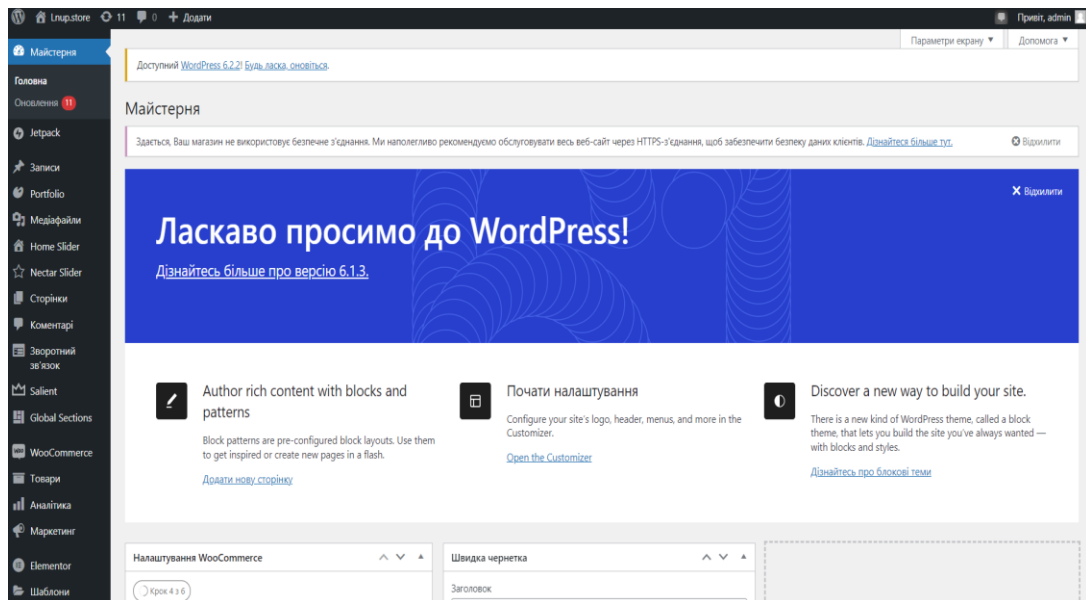 Lnup.store 11 0 Додати Привіт, admin
Параметри екрану Допомога
Майстерня
Головна
Оновлення 11
Jetpack
Записи
Portfolio
Медіафайли
Home Slider
Nectar Slider
Сторінки
Коментарі
Зворотний
зв'язок
Salient
Global Sections
WooCommerce
Товари
Аналітика
Маркетинг
Elementor
Шаблони
Доступний WordPress 6.2.2! Будь ласка, оновіться.
Майстерня
Здається, Ваш магазин не використовує безпечне з'єднання. Ми наполегливо рекомендуємо обслуговувати весь веб-сайт через HTTPS-з'єднання, щоб забезпечити безпеку даних клієнтів. Дізнайтеся більше тут. Відхилити
Відхилити
Ласкаво просимо до WordPress!
Дізнайтесь більше про версію 6.1.3.
Author rich content with blocks and
patterns
Block patterns are pre-configured block layouts. Use them
to get inspired or create new pages in a flash.
Додати нову сторінку
Почати налаштування
Configure your site's logo, header, menus, and more in the
Customizer.
Open the Customizer
Discover a new way to build your site.
There is a new kind of WordPress theme, called a block
theme, that lets you build the site you've always wanted —
with blocks and styles.
Дізнайтесь про блокові теми
Налаштування WooCommerce
Крок 4 з 6
Швидка чернетка
Заголовок